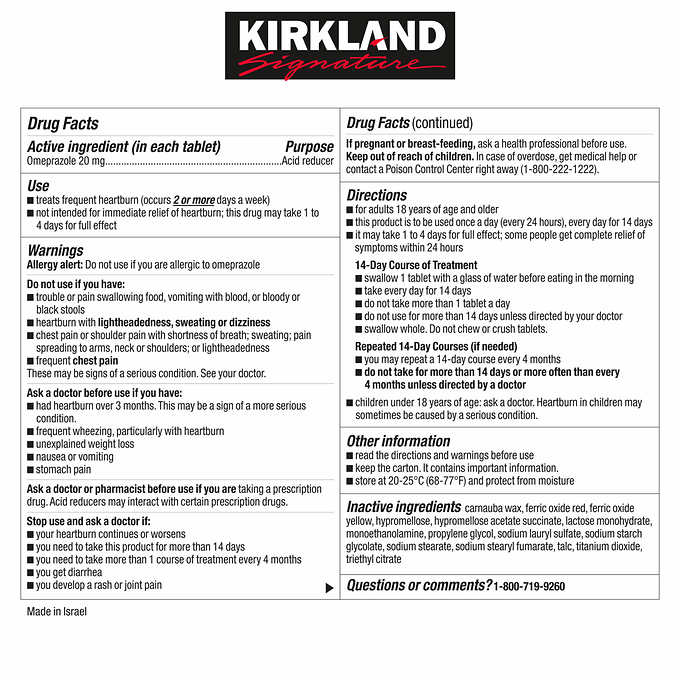 KIRKLAND
Signature
Drug Facts
Active ingredient (in each tablet) Purpose
Omeprazole 20 mg................................................................Acid reducer
Use
■ treats frequent heartburn (occurs 2 or more days a week)
■ not intended for immediate relief of heartburn; this drug may take 1 to
4 days for full effect
Warnings
Allergy alert: Do not use if you are allergic to omeprazole
Do not use if you have:
■ trouble or pain swallowing food, vomiting with blood, or bloody or
black stools
■ heartburn with lightheadedness, sweating or dizziness
■ chest pain or shoulder pain with shortness of breath; sweating; pain
spreading to arms, neck or shoulders; or lightheadedness
■ frequent chest pain
These may be signs of a serious condition. See your doctor.
Ask a doctor before use if you have:
■ had heartburn over 3 months. This may be a sign of a more serious
condition.
■ frequent wheezing, particularly with heartburn
■ unexplained weight loss
■ nausea or vomiting
■ stomach pain
Ask a doctor or pharmacist before use if you are taking a prescription
drug. Acid reducers may interact with certain prescription drugs.
Stop use and ask a doctor if:
■ your heartburn continues or worsens
■ you need to take this product for more than 14 days
■ you need to take more than 1 course of treatment every 4 months
■ you get diarrhea
■ you develop a rash or joint pain
Drug Facts (continued)
If pregnant or breast-feeding, ask a health professional before use.
Keep out of reach of children. In case of overdose, get medical help or
contact a Poison Control Center right away (1-800-222-1222).
Directions
■ for adults 18 years of age and older
■ this product is to be used once a day (every 24 hours), every day for 14 days
■ it may take 1 to 4 days for full effect; some people get complete relief of
symptoms within 24 hours
14-Day Course of Treatment
■ swallow 1 tablet with a glass of water before eating in the morning
■ take every day for 14 days
■ do not take more than 1 tablet a day
■ do not use for more than 14 days unless directed by your doctor
■ swallow whole. Do not chew or crush tablets.
Repeated 14-Day Courses (if needed)
■ you may repeat a 14-day course every 4 months
■ do not take for more than 14 days or more often than every
4 months unless directed by a doctor
■ children under 18 years of age: ask a doctor. Heartburn in children may
sometimes be caused by a serious condition.
Other information
■ read the directions and warnings before use
■ keep the carton. It contains important information.
■ store at 20-25°C (68-77°F) and protect from moisture
Inactive ingredients carnauba wax, ferric oxide red, ferric oxide
yellow, hypromellose, hypromellose acetate succinate, lactose monohydrate,
monoethanolamine, propylene glycol, sodium lauryl sulfate, sodium starch
glycolate, sodium stearate, sodium stearyl fumarate, talc, titanium dioxide,
triethyl citrate
Questions or comments? 1-800-719-9260
Made in Israel